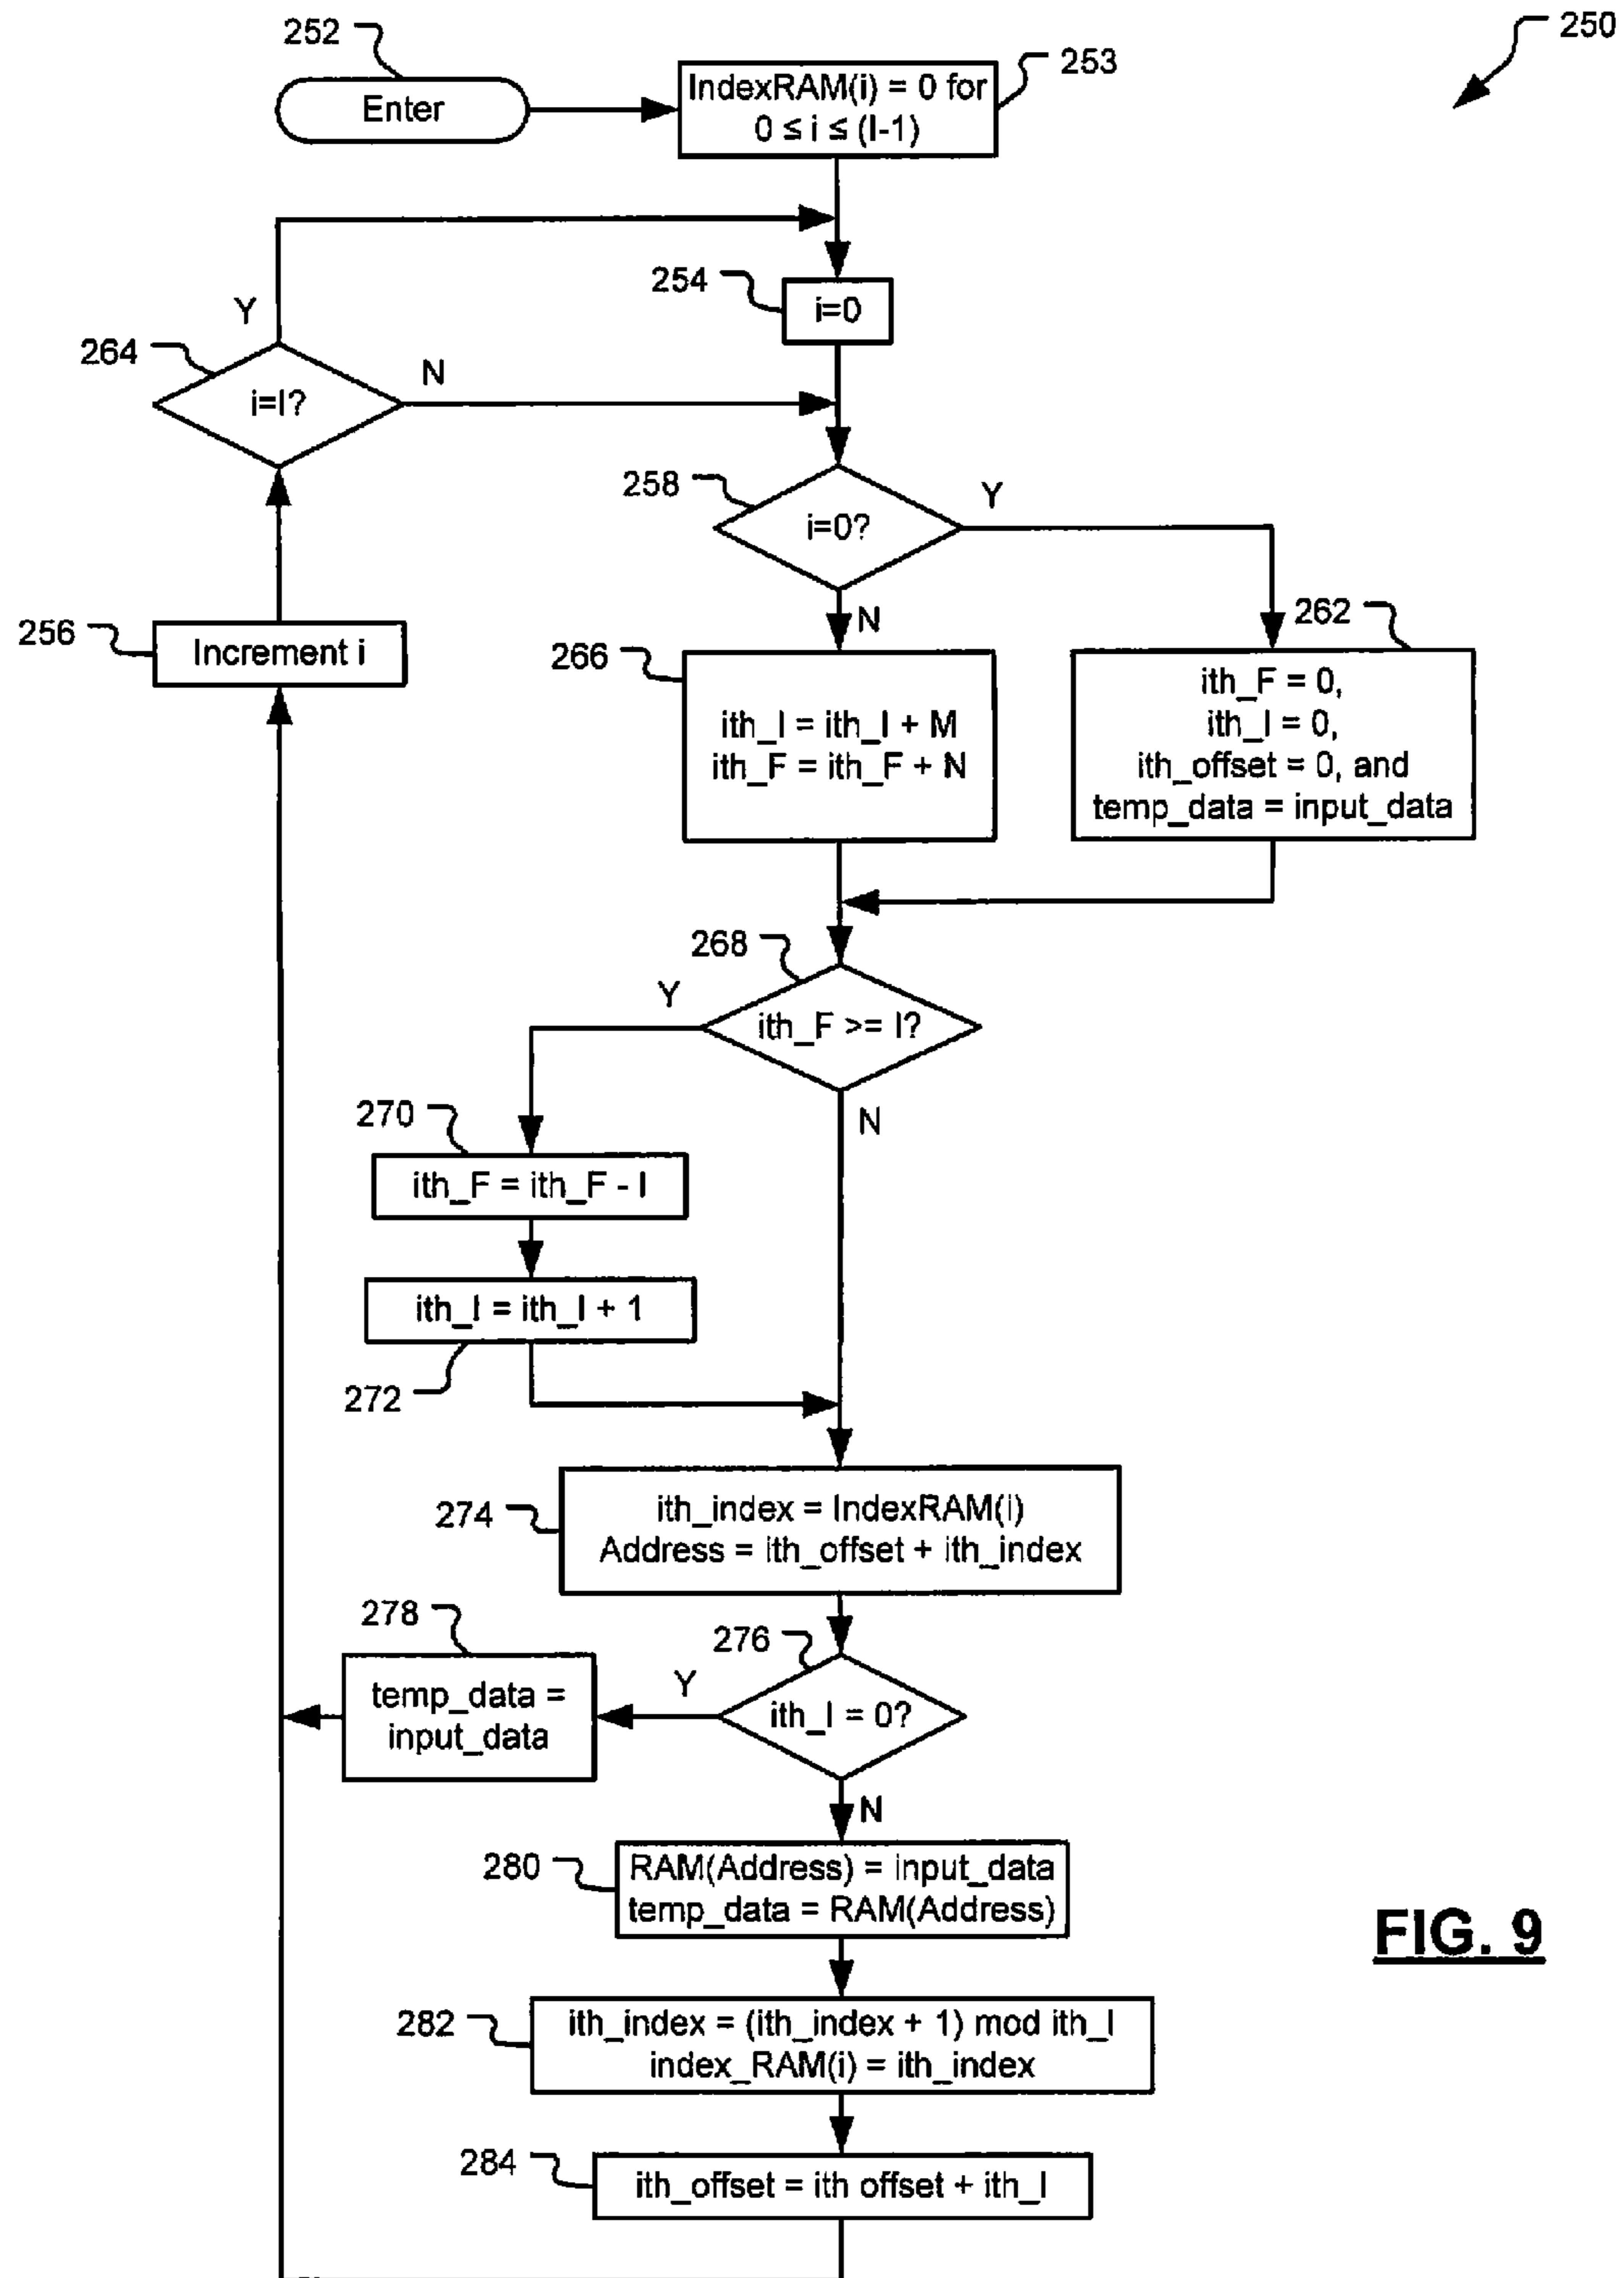 250
252
Enter
253
IndexRAM(i) = 0 for
0 ≤ i ≤ (I-1)
254
i=0
Y
264
i=I?
N
258
i=0?
Y
N
256
Increment i
266
ith_I = ith_I + M
ith_F = ith_F + N
262
ith_F = 0,
ith_I = 0,
ith_offset = 0, and
temp_data = input_data
268
ith_F >= I?
Y
N
270
ith_F = ith_F - I
ith_I = ith_I + 1
272
274
ith_index = IndexRAM(i)
Address = ith_offset + ith_index
278
temp_data =
input_data
276
Y
ith_I = 0?
N
280
RAM(Address) = input_data
temp_data = RAM(Address)
282
ith_index = (ith_index + 1) mod ith_I
index_RAM(i) = ith_index
284
ith_offset = ith offset + ith_I
FIG. 9